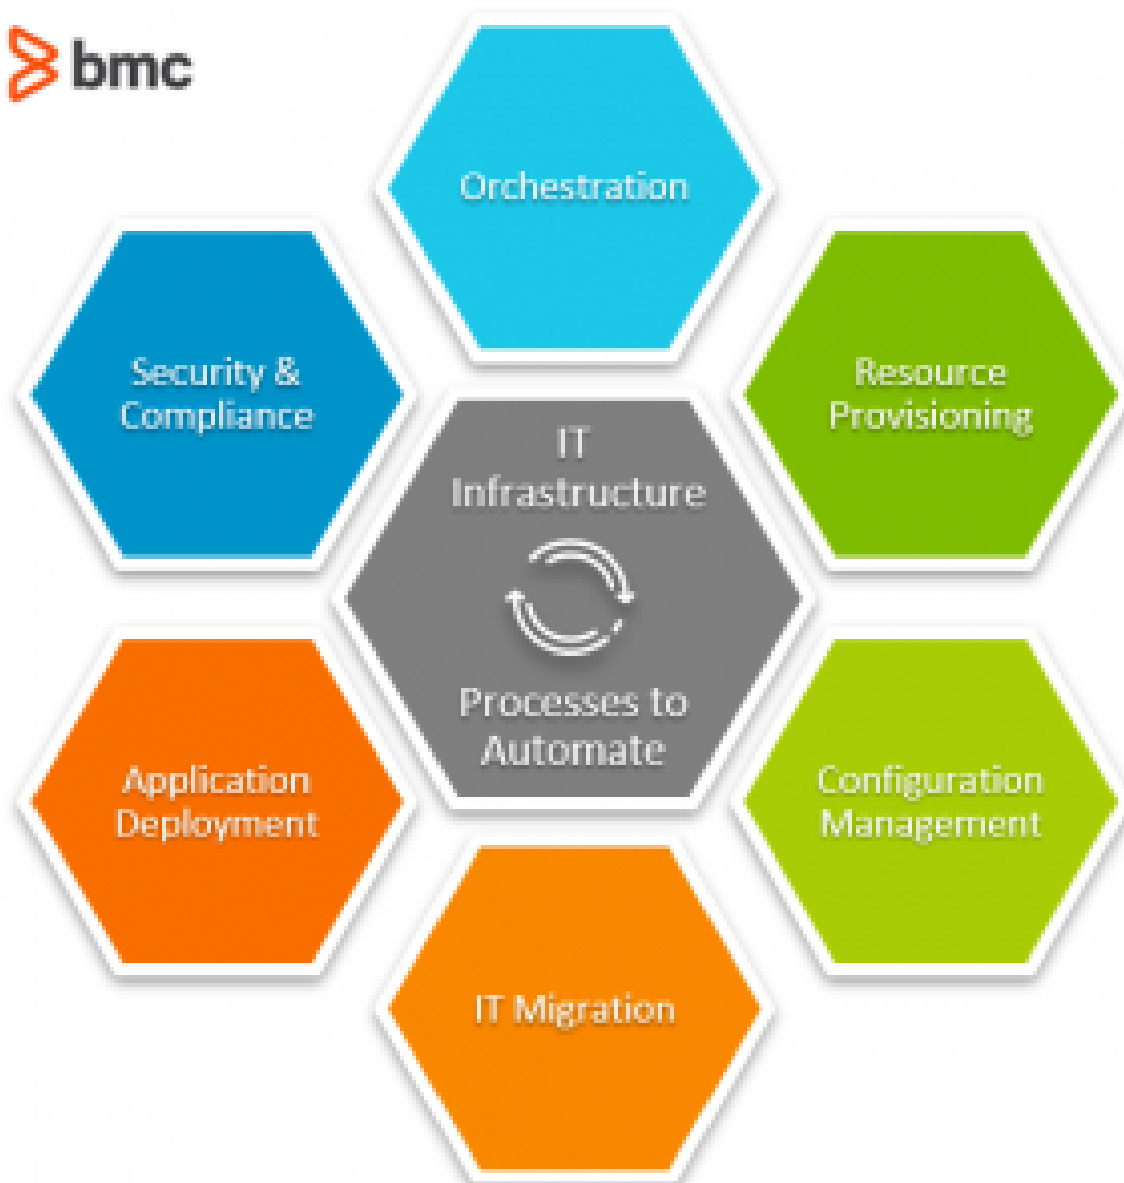 bmc
Orchestration
Security &
Compliance
Resource
Provisioning
IT
Infrastructure
Processes to
Automate
Application
Deployment
Configuration
Management
IT Migration